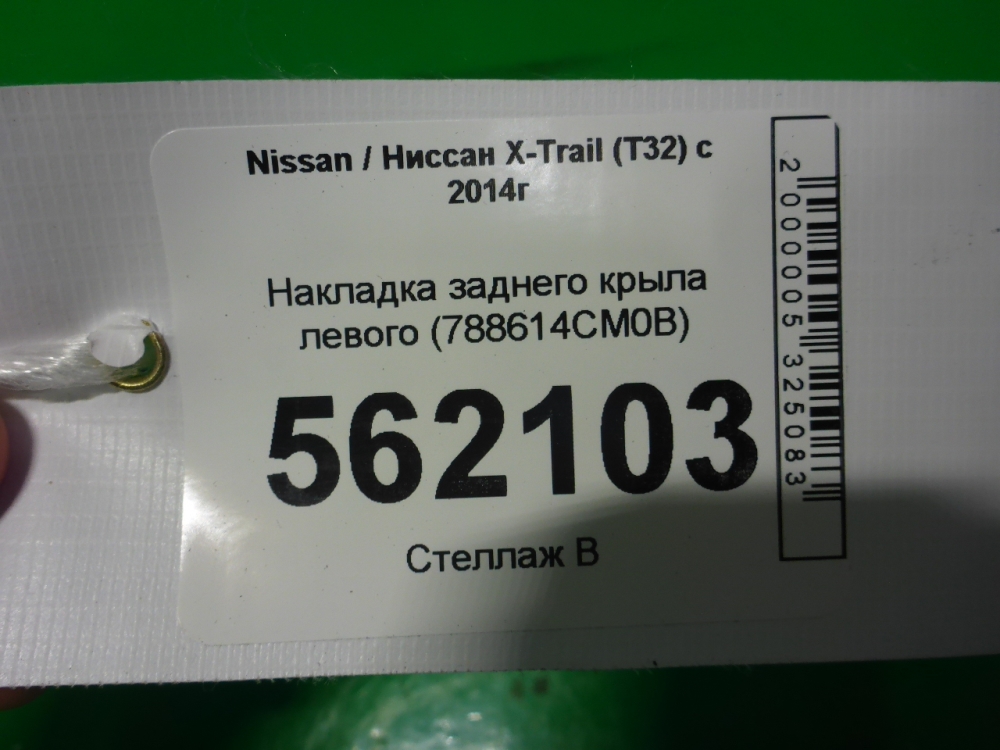 Nissan / Ниссан X-Trail (T32) с
2014г
Накладка заднего крыла
левого (788614CM0B)
562103
Стеллаж В
2000005325083